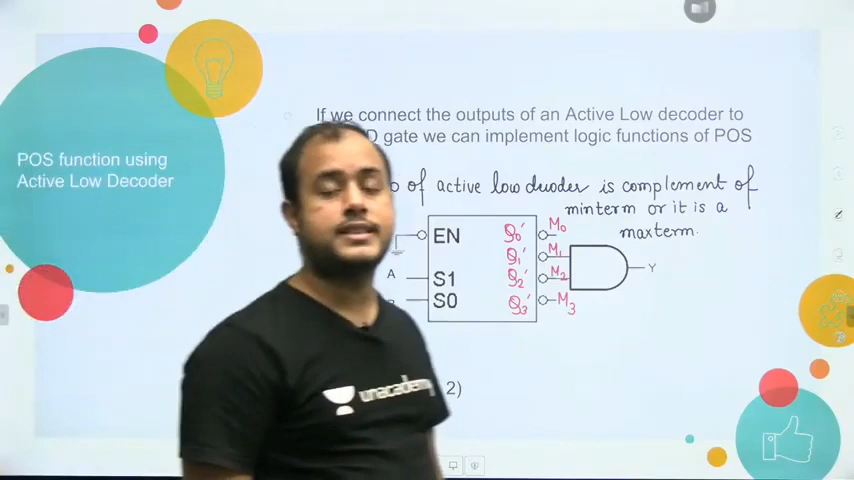 POS function using
Active Low Decoder
If we connect the outputs of an Active Low decoder to
D gate we can implement logic functions of POS
of active low decoder is complement of
minterm or it is a
maxterm.
EN
Q0'
M0
Q1'
M1
A
S1
Q2'
M2
Y
S0
Q3'
M3
2)
unacademy